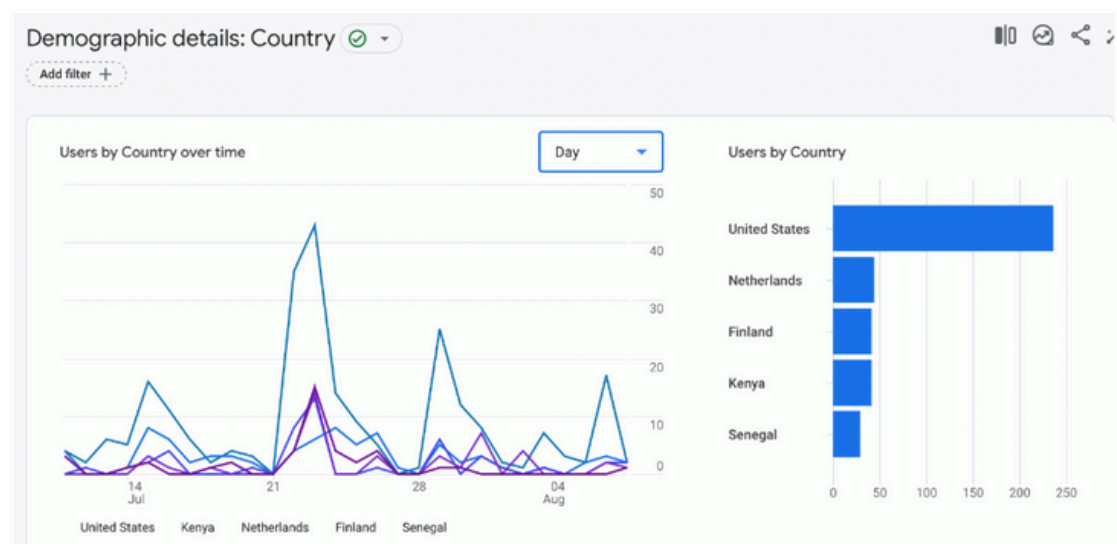 Demographic details: Country
Add filter +
Users by Country over time
Day
50
40
30
20
10
0
14
Jul
21
28
04
Aug
United States Kenya Netherlands Finland Senegal
Users by Country
United States
Netherlands
Finland
Kenya
Senegal
0 50 100 150 200 250